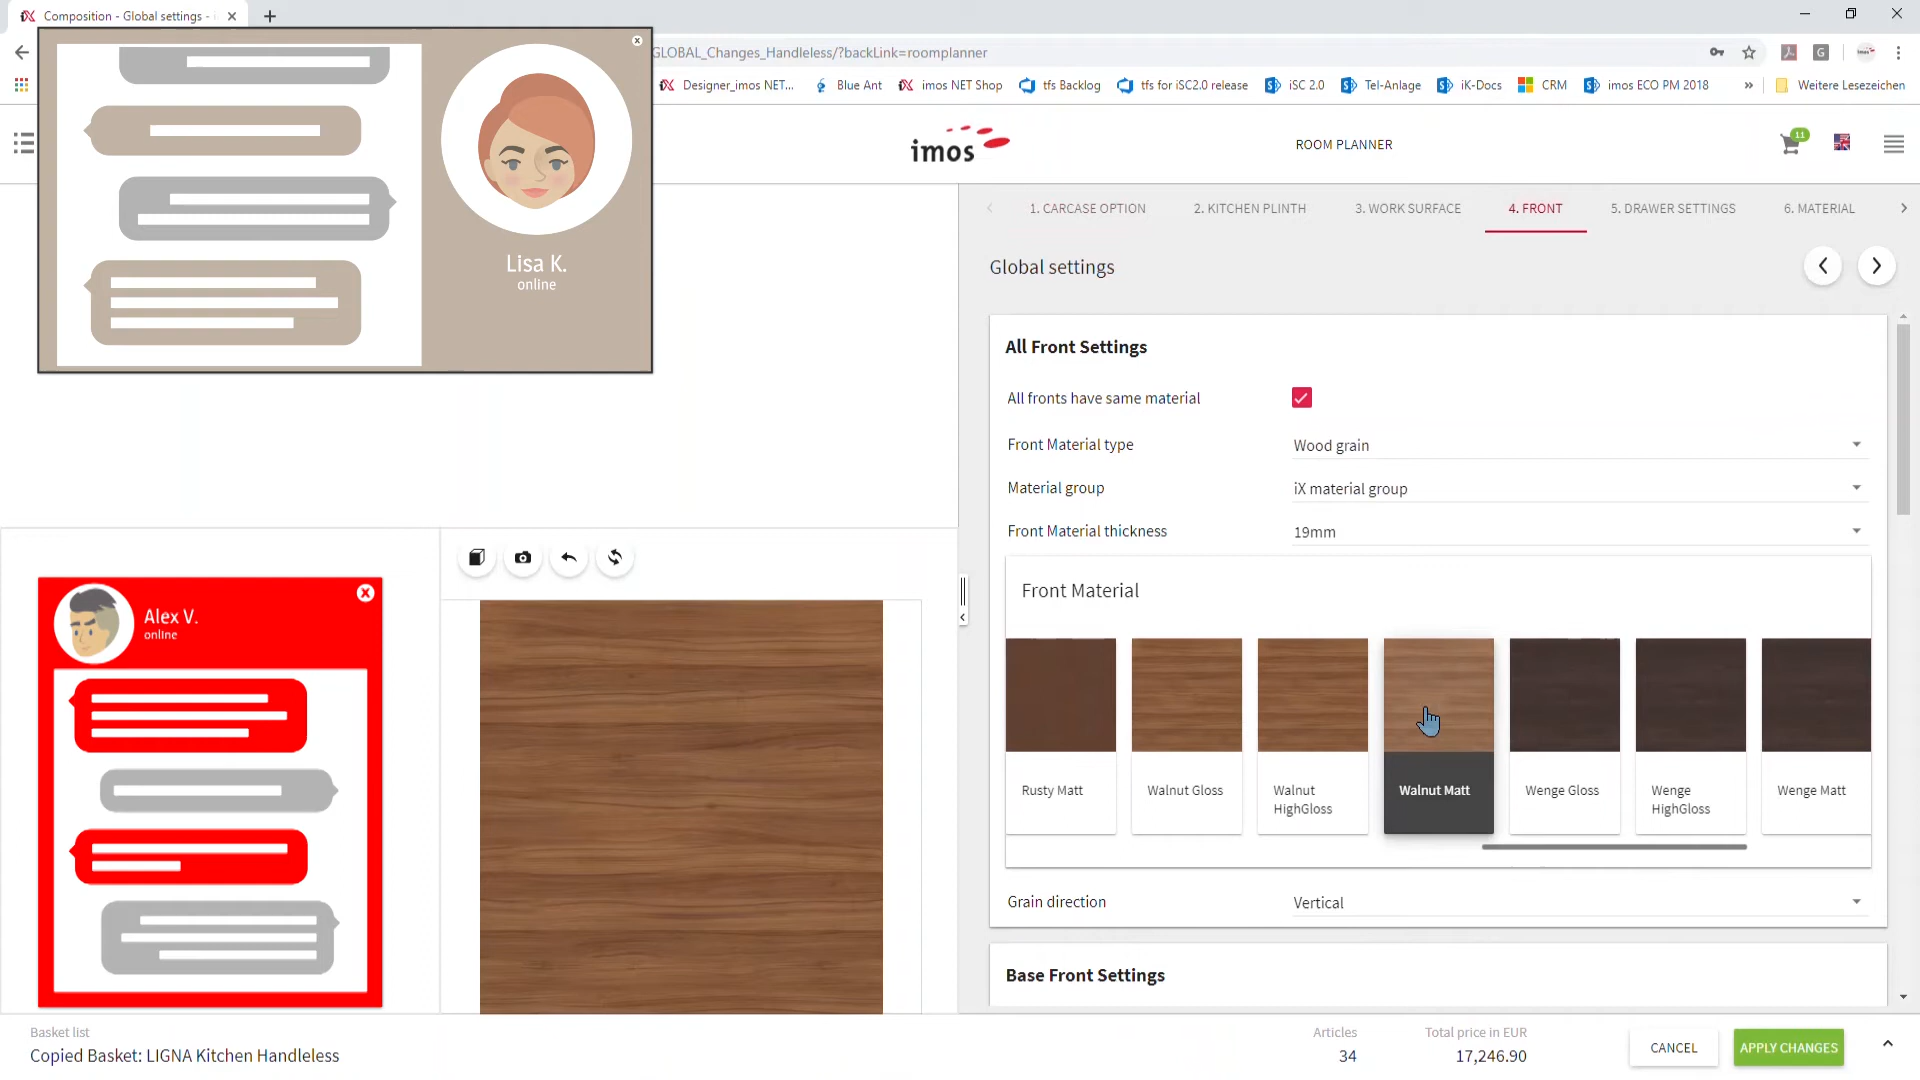 Composition - Global settings - i
GLOBAL_Changes_Handleless/?backLink=roomplanner
Designer_imos NET...
Blue Ant
imos NET Shop
tfs Backlog
tfs for iSC2.0 release
iSC 2.0
Tel-Anlage
iK-Docs
CRM
imos ECO PM 2018
»
Weitere Lesezeichen
imos
ROOM PLANNER
11
Lisa K.
online
1. CARCASE OPTION
2. KITCHEN PLINTH
3. WORK SURFACE
4. FRONT
5. DRAWER SETTINGS
6. MATERIAL
Global settings
All Front Settings
All fronts have same material
Front Material type
Wood grain
Material group
iX material group
Front Material thickness
19mm
Front Material
Rusty Matt
Walnut Gloss
Walnut
HighGloss
Walnut Matt
Wenge Gloss
Wenge
HighGloss
Wenge Matt
Grain direction
Vertical
Base Front Settings
Alex V.
online
Basket list
Copied Basket: LIGNA Kitchen Handleless
Articles
34
Total price in EUR
17,246.90
CANCEL
APPLY CHANGES